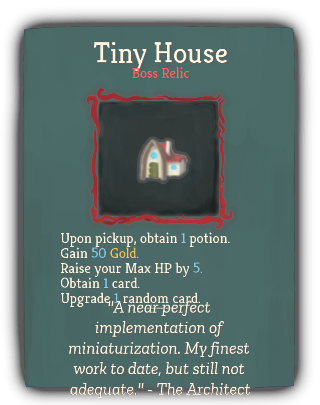 Tiny House
Boss Relic
Upon pickup, obtain 1 potion.
Gain 50 Gold.
Raise your Max HP by 5.
Obtain 1 card.
Upgrade 1 random card.
"A near-perfect
implementation of
miniaturization. My finest
work to date, but still not
adequate." - The Architect